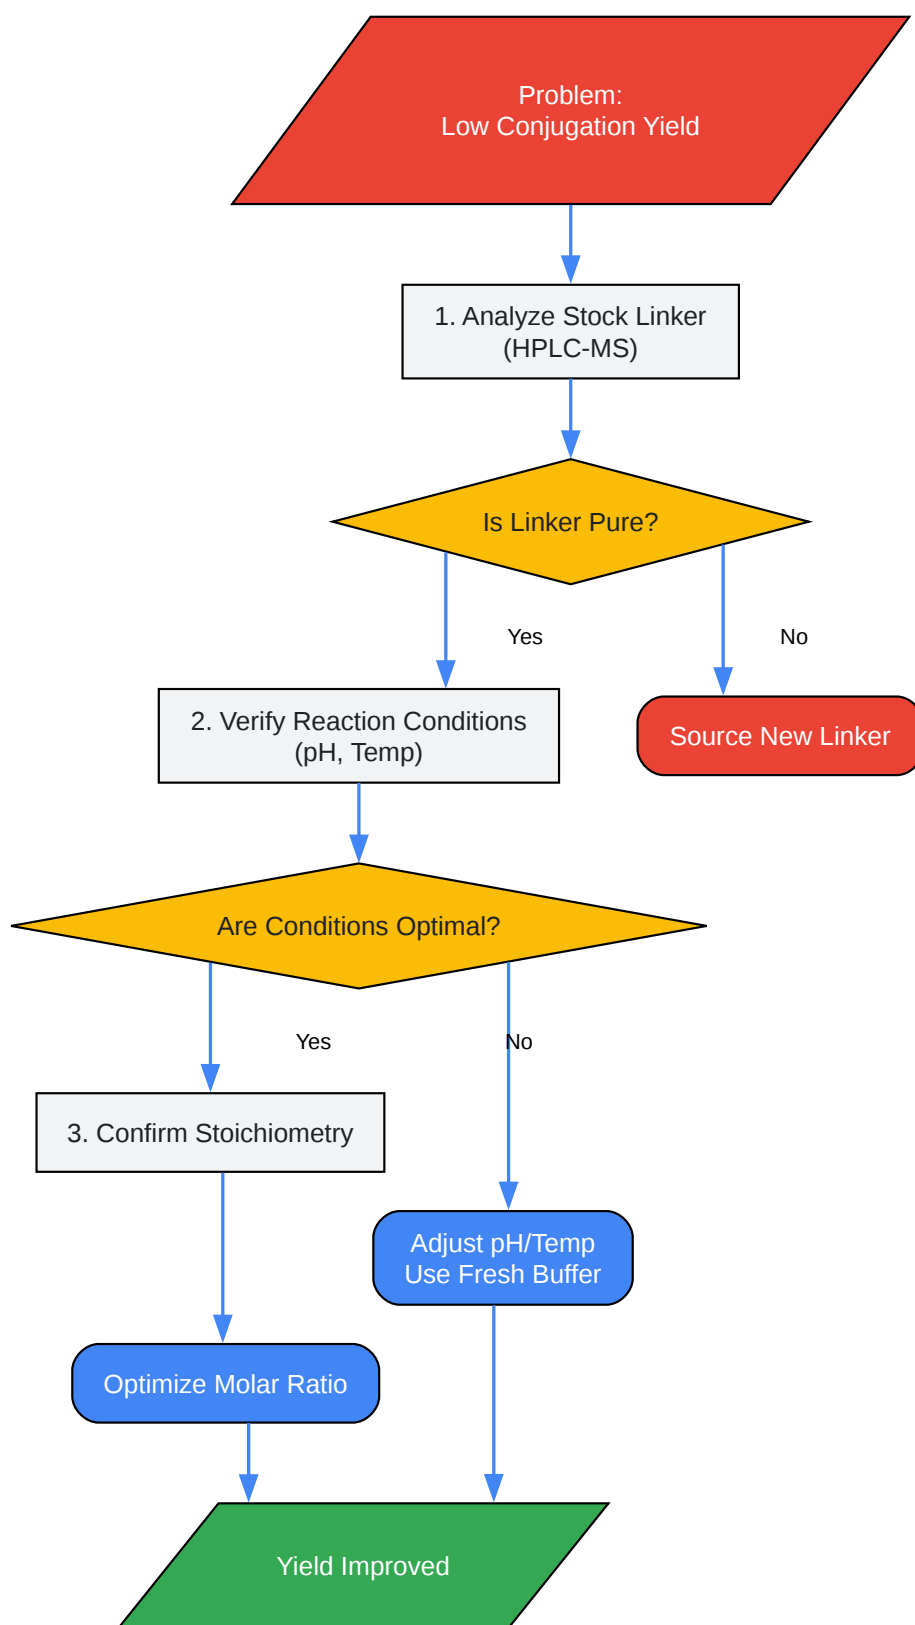 Problem:
Low Conjugation Yield
1. Analyze Stock Linker
(HPLC-MS)
Is Linker Pure?
Yes
No
2. Verify Reaction Conditions
(pH, Temp)
Source New Linker
Are Conditions Optimal?
Yes
No
3. Confirm Stoichiometry
Adjust pH/Temp
Use Fresh Buffer
Optimize Molar Ratio
Yield Improved